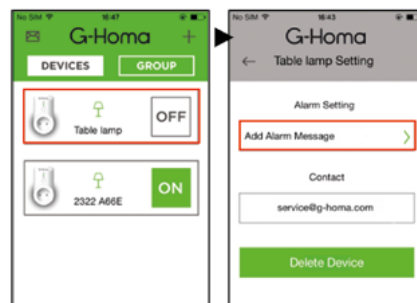 No SIM 16:47
G-Homa
DEVICES GROUP
Table lamp
OFF
2322 A66E
ON
No SIM 16:43
G-Homa
Table lamp Setting
Alarm Setting
Add Alarm Message
Contact
service@g-homa.com
Delete Device